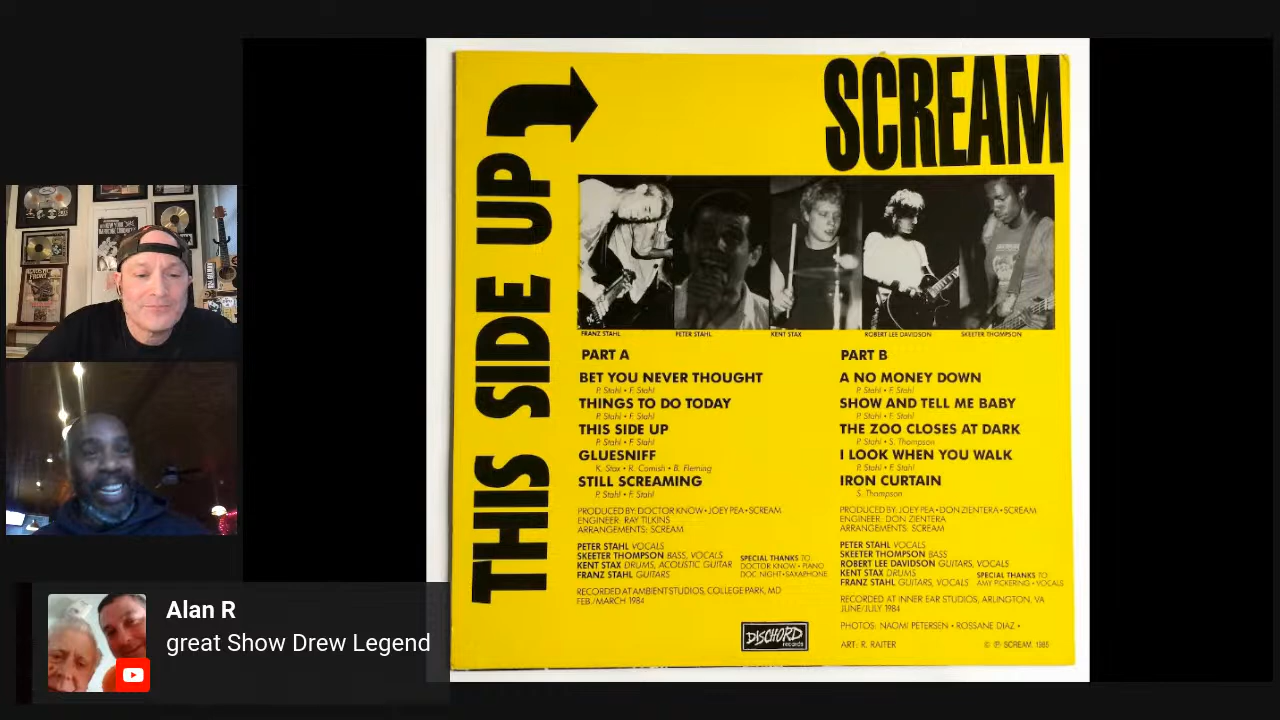 THIS SIDE UP
SCREAM
FRANZ STAHL
PETER STAHL
KENT STAX
ROBERT LEE DAVIDSON
SKEETER THOMPSON
PART A
BET YOU NEVER THOUGHT
P. Stahl • F. Stahl
THINGS TO DO TODAY
P. Stahl • F. Stahl
THIS SIDE UP
P. Stahl • F. Stahl
GLUESNIFF
K. Stax • R. Cornish • B. Fleming
STILL SCREAMING
P. Stahl • F. Stahl
PRODUCED BY: DOCTOR KNOW • JOEY PEA • SCREAM
ENGINEER: RAY TILKINS
ARRANGEMENTS: SCREAM
PETER STAHL VOCALS
SKEETER THOMPSON BASS, VOCALS
KENT STAX DRUMS, ACOUSTIC GUITAR
FRANZ STAHL GUITARS
SPECIAL THANKS TO:
DOCTOR KNOW • PIANO
DOC NIGHT • SAXAPHONE
RECORDED AT AMBIENT STUDIOS, COLLEGE PARK, MD
FEB./MARCH 1984
PART B
A NO MONEY DOWN
P. Stahl • F. Stahl
SHOW AND TELL ME BABY
P. Stahl • F. Stahl
THE ZOO CLOSES AT DARK
P. Stahl • S. Thompson
I LOOK WHEN YOU WALK
P. Stahl • F. Stahl
IRON CURTAIN
S. Thompson
PRODUCED BY: JOEY PEA • DON ZIENTERA • SCREAM
ENGINEER: DON ZIENTERA
ARRANGEMENTS: SCREAM
PETER STAHL VOCALS
SKEETER THOMPSON BASS
ROBERT LEE DAVIDSON GUITARS, VOCALS
KENT STAX DRUMS
FRANZ STAHL GUITARS, VOCALS
SPECIAL THANKS TO:
AMY PICKERING • VOCALS
RECORDED AT INNER EAR STUDIOS, ARLINGTON, VA
JUNE/JULY 1984
PHOTOS: NAOMI PETERSEN • ROSSANE DIAZ •
ART: R. RAITER
© ℗ SCREAM, 1985
DISCHORD
records
Alan R
great Show Drew Legend